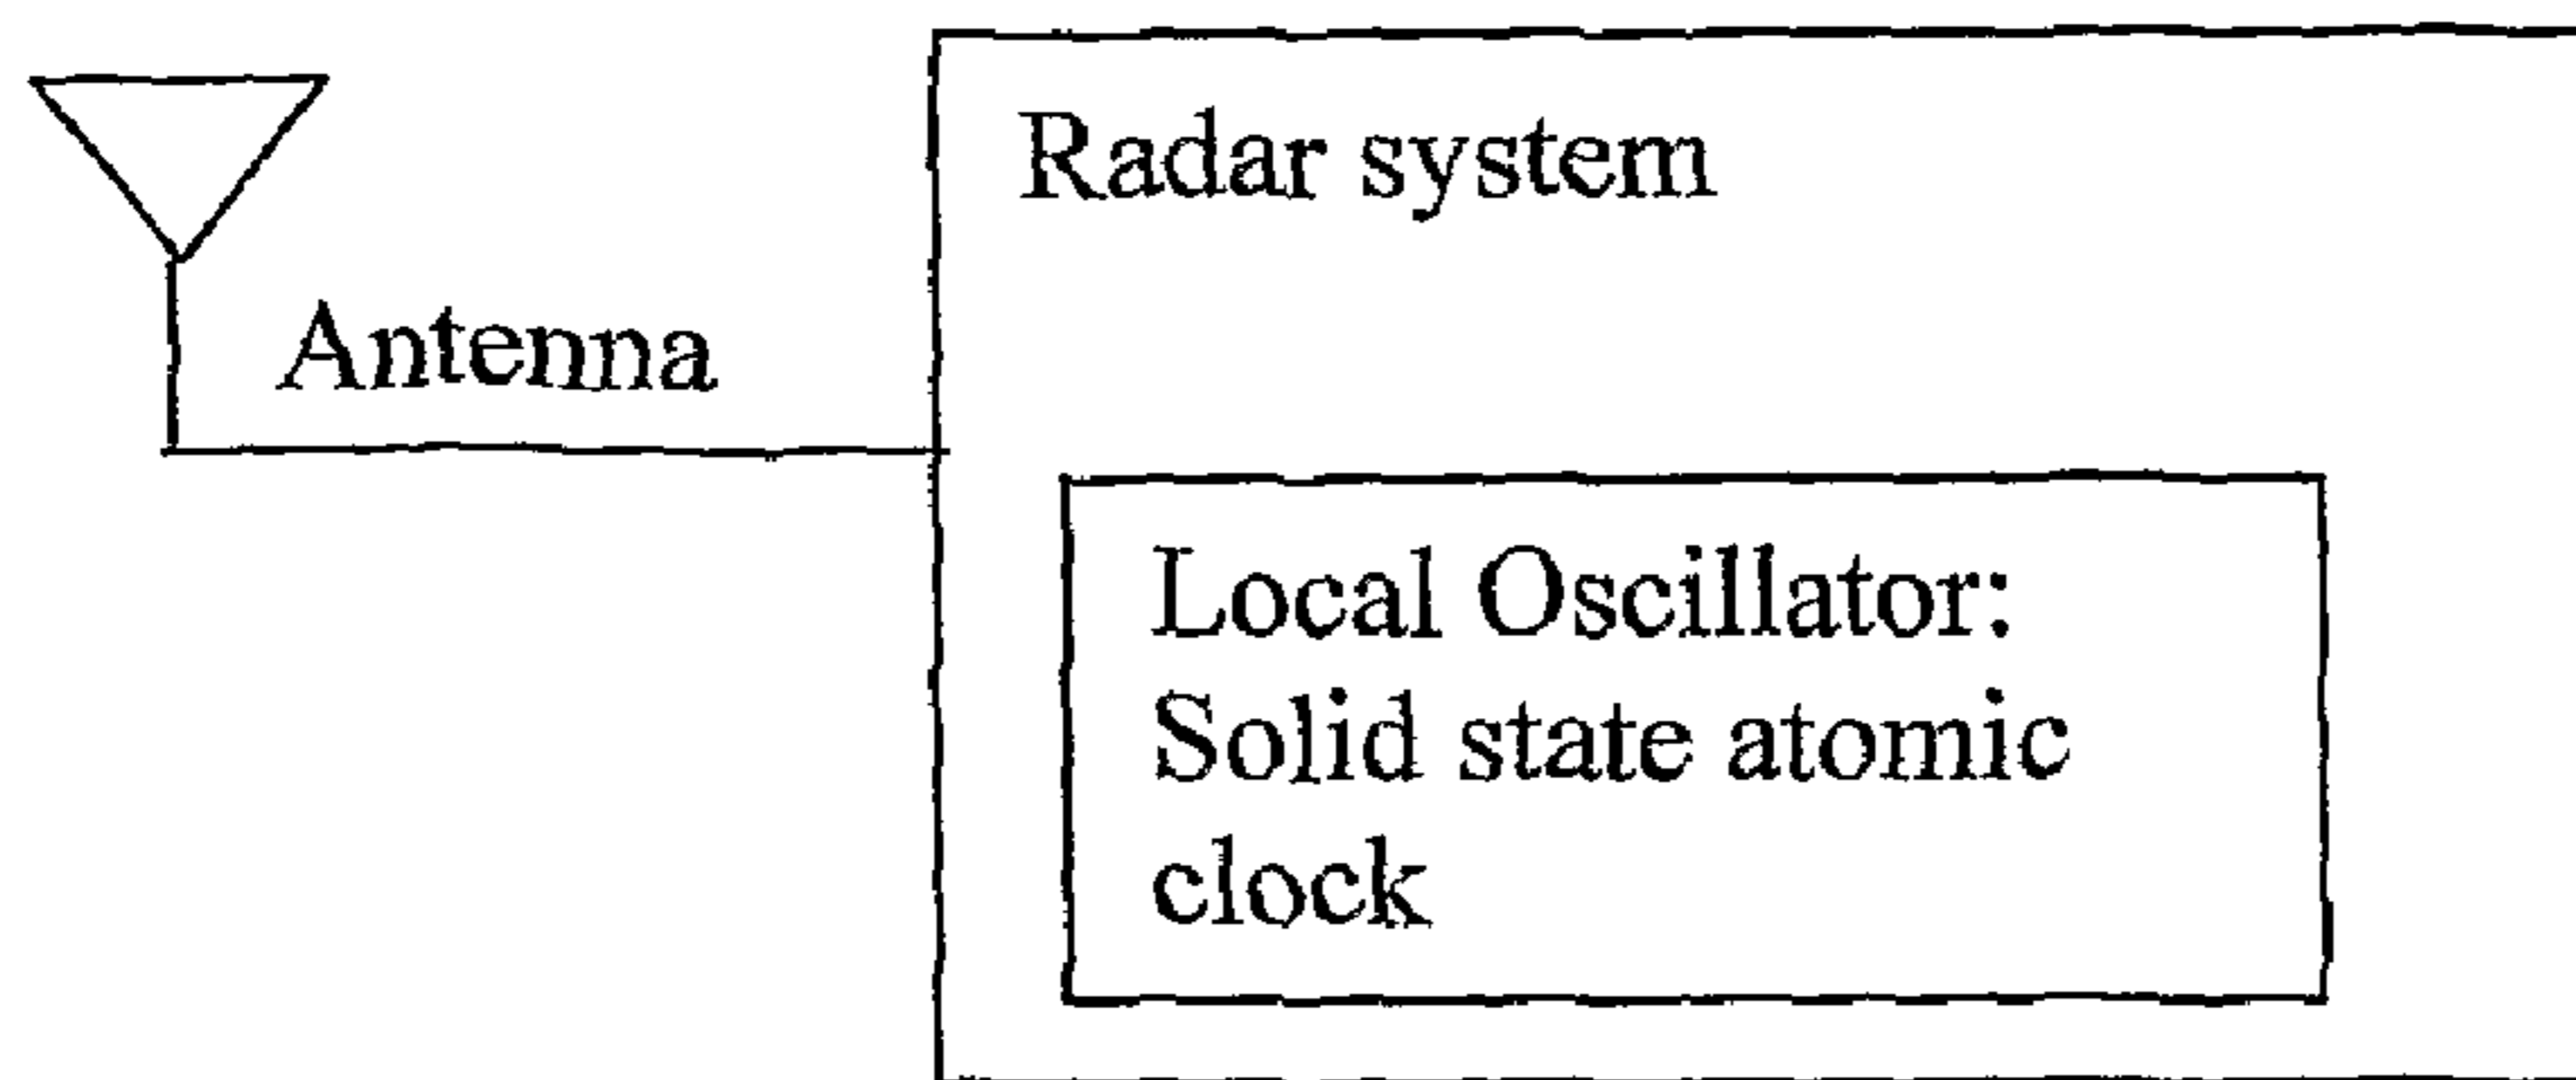 Radar system
Antenna
Local Oscillator:
Solid state atomic
clock